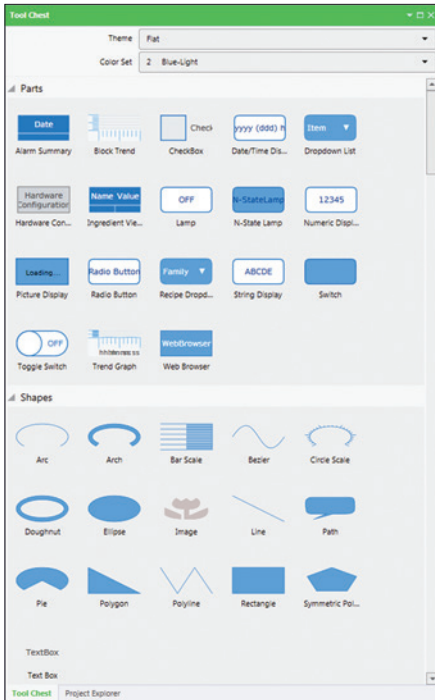 Tool Chest
Theme Flat
Color Set 2 Blue-Light
Parts
Date
Alarm Summary
Block Trend
Check
CheckBox
yyyy (ddd) h
Date/Time Dis...
Item
Dropdown List
Hardware
Configuration
Hardware Con...
Name Value
Ingredient Vie...
OFF
Lamp
N-StateLamp
N-State Lamp
12345
Numeric Displ...
Loading...
Picture Display
Radio Button
Radio Button
Family
Recipe Dropd...
ABCDE
String Display
Switch
OFF
Toggle Switch
Trend Graph
WebBrowser
Web Browser
Shapes
Arc
Arch
Bar Scale
Bezier
Circle Scale
Doughnut
Ellipse
Image
Line
Path
Pie
Polygon
Polyline
Rectangle
Symmetric Pol...
TextBox
Text Box
Tool Chest Project Explorer